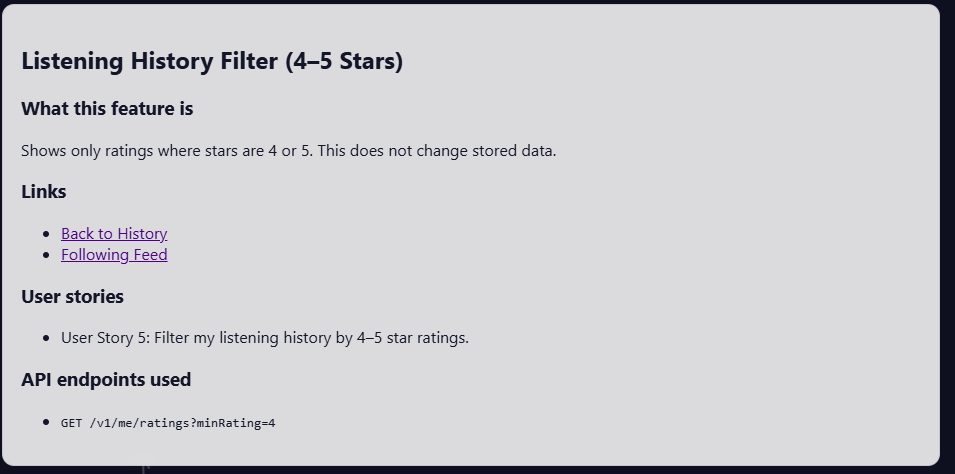 Listening History Filter (4–5 Stars)
What this feature is
Shows only ratings where stars are 4 or 5. This does not change stored data.
Links
Back to History
Following Feed
User stories
User Story 5: Filter my listening history by 4–5 star ratings.
API endpoints used
GET /v1/me/ratings?minRating=4